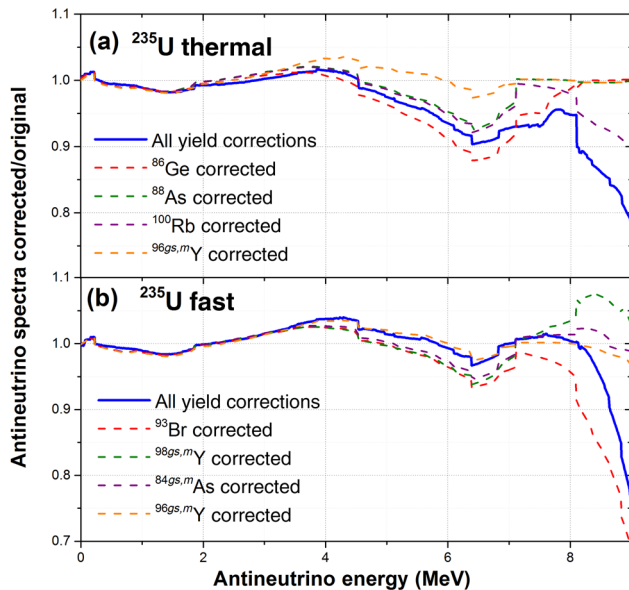 1.1
(a) ²³⁵U thermal
1.0
0.9
0.8
All yield corrections
⁸⁶Ge corrected
⁸⁸As corrected
¹⁰⁰Rb corrected
⁹⁶ᵍˢ,ᵐY corrected
1.1
(b) ²³⁵U fast
1.0
0.9
0.8
0.7
All yield corrections
⁹³Br corrected
⁹⁸ᵍˢ,ᵐY corrected
⁸⁴ᵍˢ,ᵐAs corrected
⁹⁶ᵍˢ,ᵐY corrected
0 2 4 6 8
Antineutrino energy (MeV)
Antineutrino spectra corrected/original